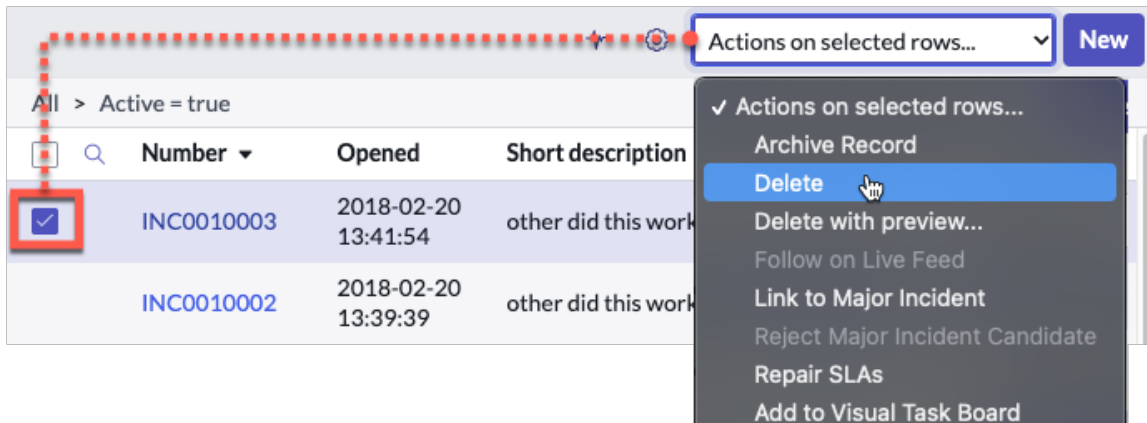 Actions on selected rows...
New
All > Active = true
✓ Actions on selected rows...
Archive Record
Delete
Delete with preview...
Follow on Live Feed
Link to Major Incident
Reject Major Incident Candidate
Repair SLAs
Add to Visual Task Board
Number Opened Short description
INC0010003 2018-02-20 13:41:54 other did this work
INC0010002 2018-02-20 13:39:39 other did this work